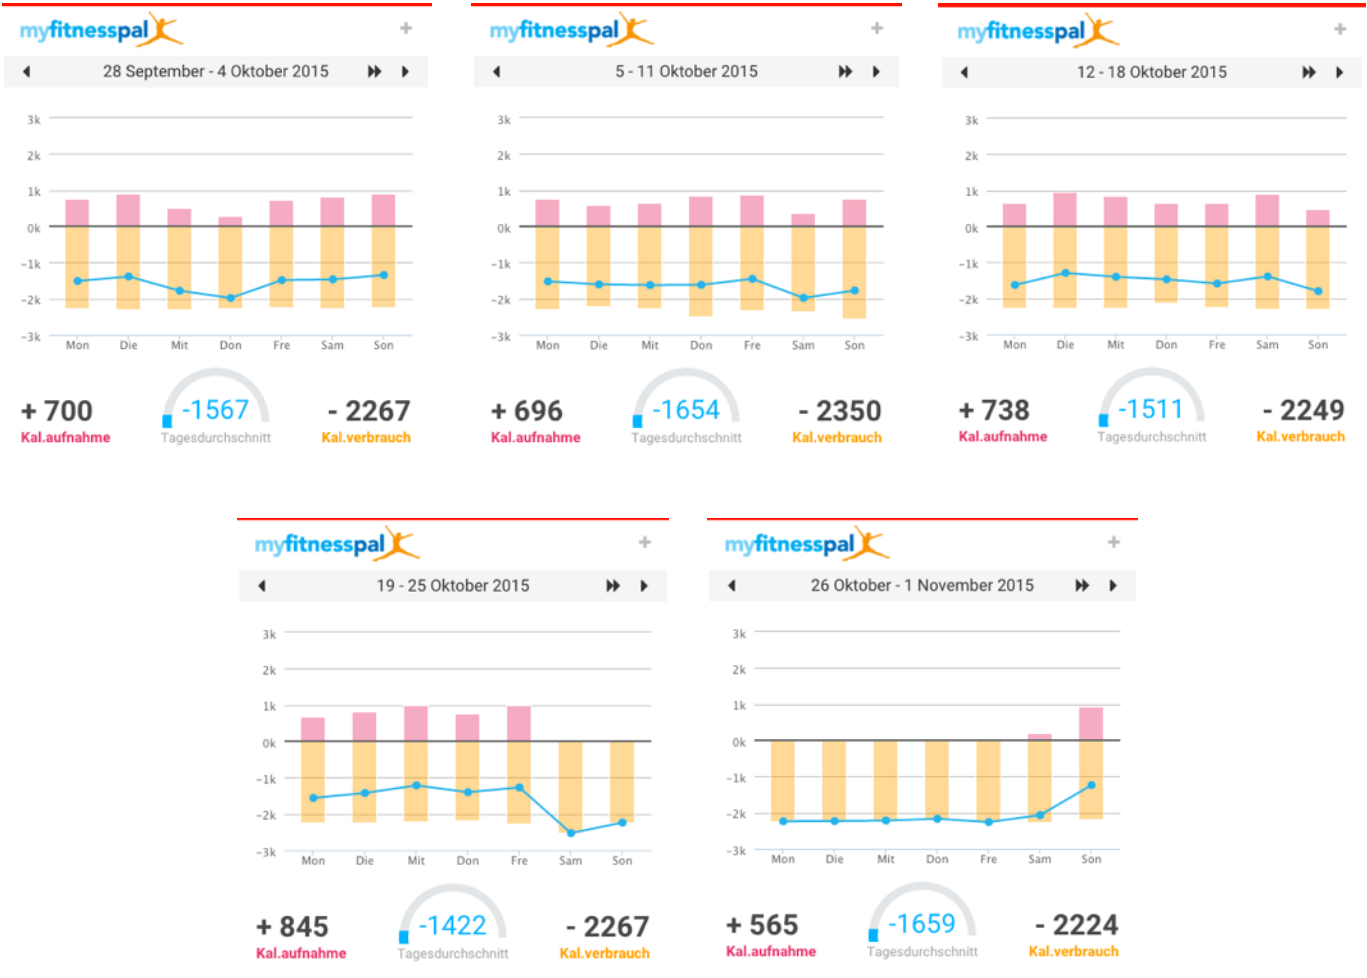 myfitnesspal
+
28 September - 4 Oktober 2015
3k
2k
1k
0k
-1k
-2k
-3k
Mon Die Mit Don Fre Sam Son
+ 700 -1567 - 2267
Kal.aufnahme Tagesdurchschnitt Kal.verbrauch
myfitnesspal
+
5 - 11 Oktober 2015
3k
2k
1k
0k
-1k
-2k
-3k
Mon Die Mit Don Fre Sam Son
+ 696 -1654 - 2350
Kal.aufnahme Tagesdurchschnitt Kal.verbrauch
myfitnesspal
+
12 - 18 Oktober 2015
3k
2k
1k
0k
-1k
-2k
-3k
Mon Die Mit Don Fre Sam Son
+ 738 -1511 - 2249
Kal.aufnahme Tagesdurchschnitt Kal.verbrauch
myfitnesspal
+
19 - 25 Oktober 2015
3k
2k
1k
0k
-1k
-2k
-3k
Mon Die Mit Don Fre Sam Son
+ 845 -1422 - 2267
Kal.aufnahme Tagesdurchschnitt Kal.verbrauch
myfitnesspal
+
26 Oktober - 1 November 2015
3k
2k
1k
0k
-1k
-2k
-3k
Mon Die Mit Don Fre Sam Son
+ 565 -1659 - 2224
Kal.aufnahme Tagesdurchschnitt Kal.verbrauch